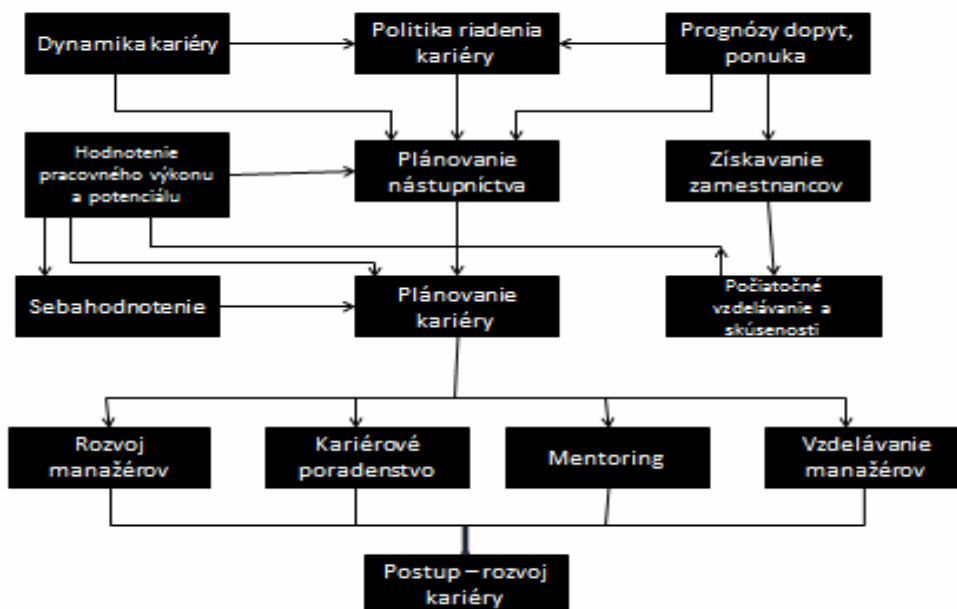 Dynamika kariéry
Politika riadenia
kariéry
Prognózy dopyt,
ponuka
Hodnotenie
pracovného výkonu
a potenciálu
Plánovanie
nástupníctva
Získavanie
zamestnancov
Sebahodnotenie
Plánovanie
kariéry
Počiatočné
vzdelávanie a
skúsenosti
Rozvoj
manažérov
Kariérové
poradenstvo
Mentoring
Vzdelávanie
manažérov
Postup – rozvoj
kariéry